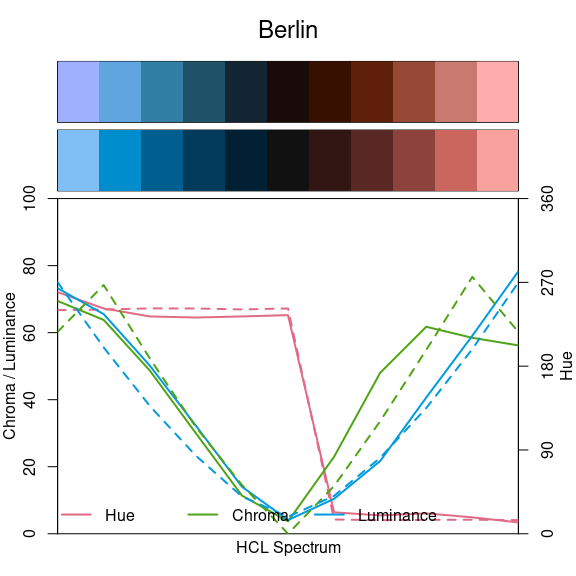 Berlin
100
80
60
40
20
0
Chroma / Luminance
360
270
180
90
0
Hue
Hue
Chroma
Luminance
HCL Spectrum